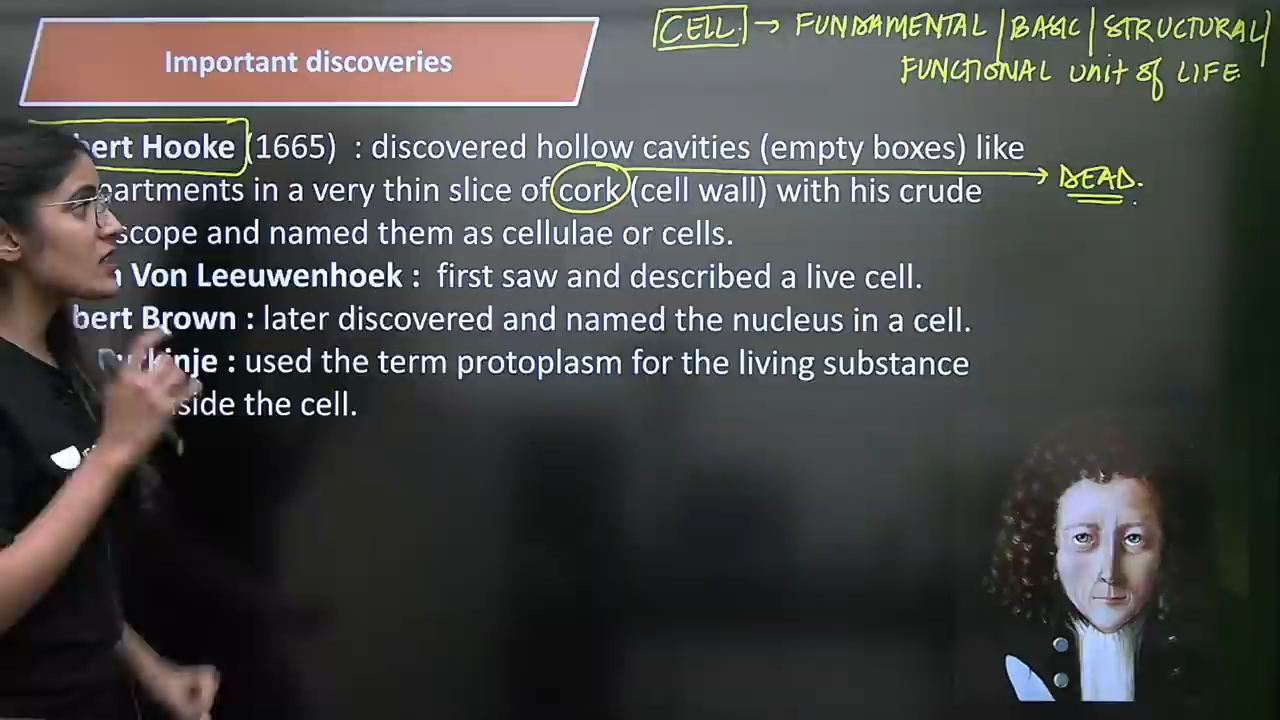 Important discoveries
CELL → FUNDAMENTAL | BASIC | STRUCTURAL |
FUNCTIONAL unit of LIFE.
bert Hooke (1665) : discovered hollow cavities (empty boxes) like
partments in a very thin slice of cork (cell wall) with his crude → DEAD.
scope and named them as cellulae or cells.
Von Leeuwenhoek : first saw and described a live cell.
bert Brown : later discovered and named the nucleus in a cell.
: used the term protoplasm for the living substance
side the cell.